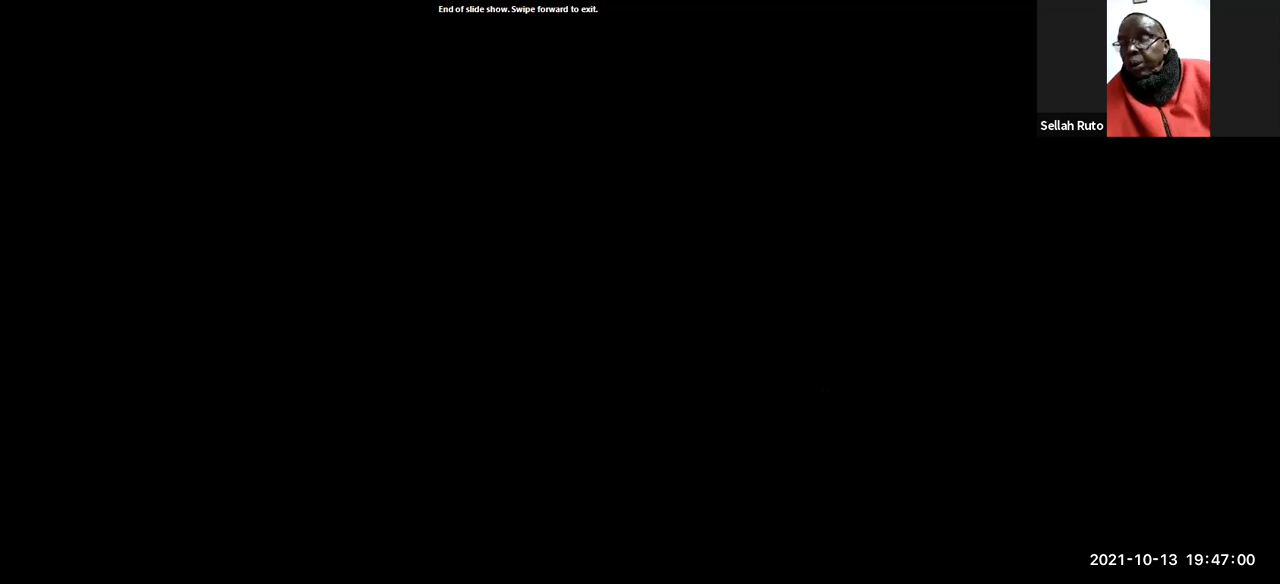 End of slide show. Swipe forward to exit.
Sellah Ruto
2021-10-13 19:47:00